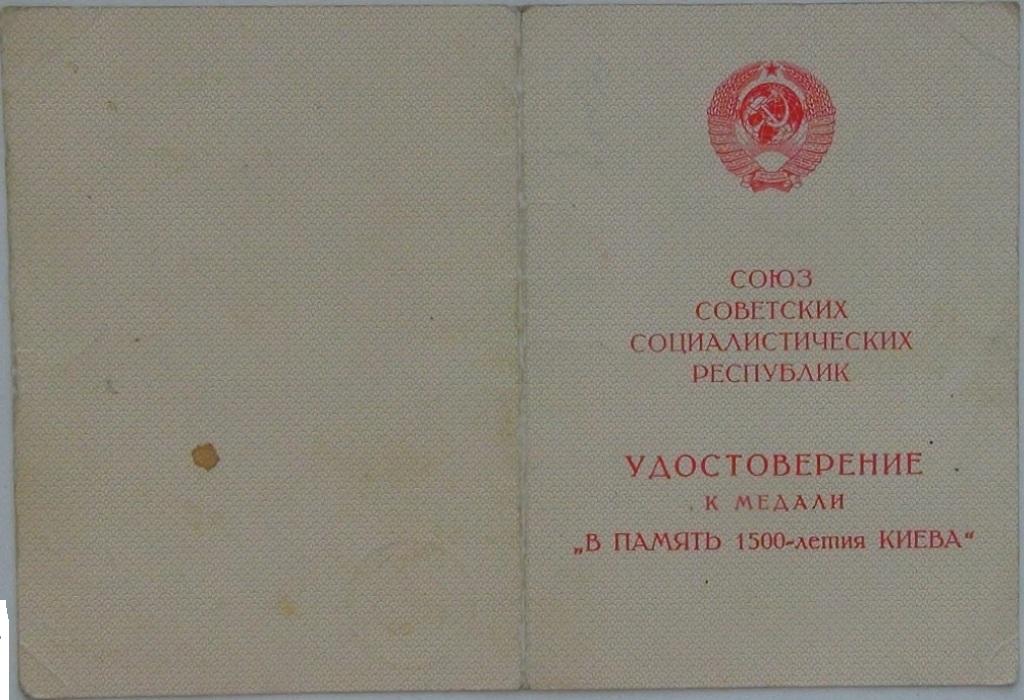 СОЮЗ
СОВЕТСКИХ
СОЦИАЛИСТИЧЕСКИХ
РЕСПУБЛИК
УДОСТОВЕРЕНИЕ
К МЕДАЛИ
„В ПАМЯТЬ 1500-летия КИЕВА“